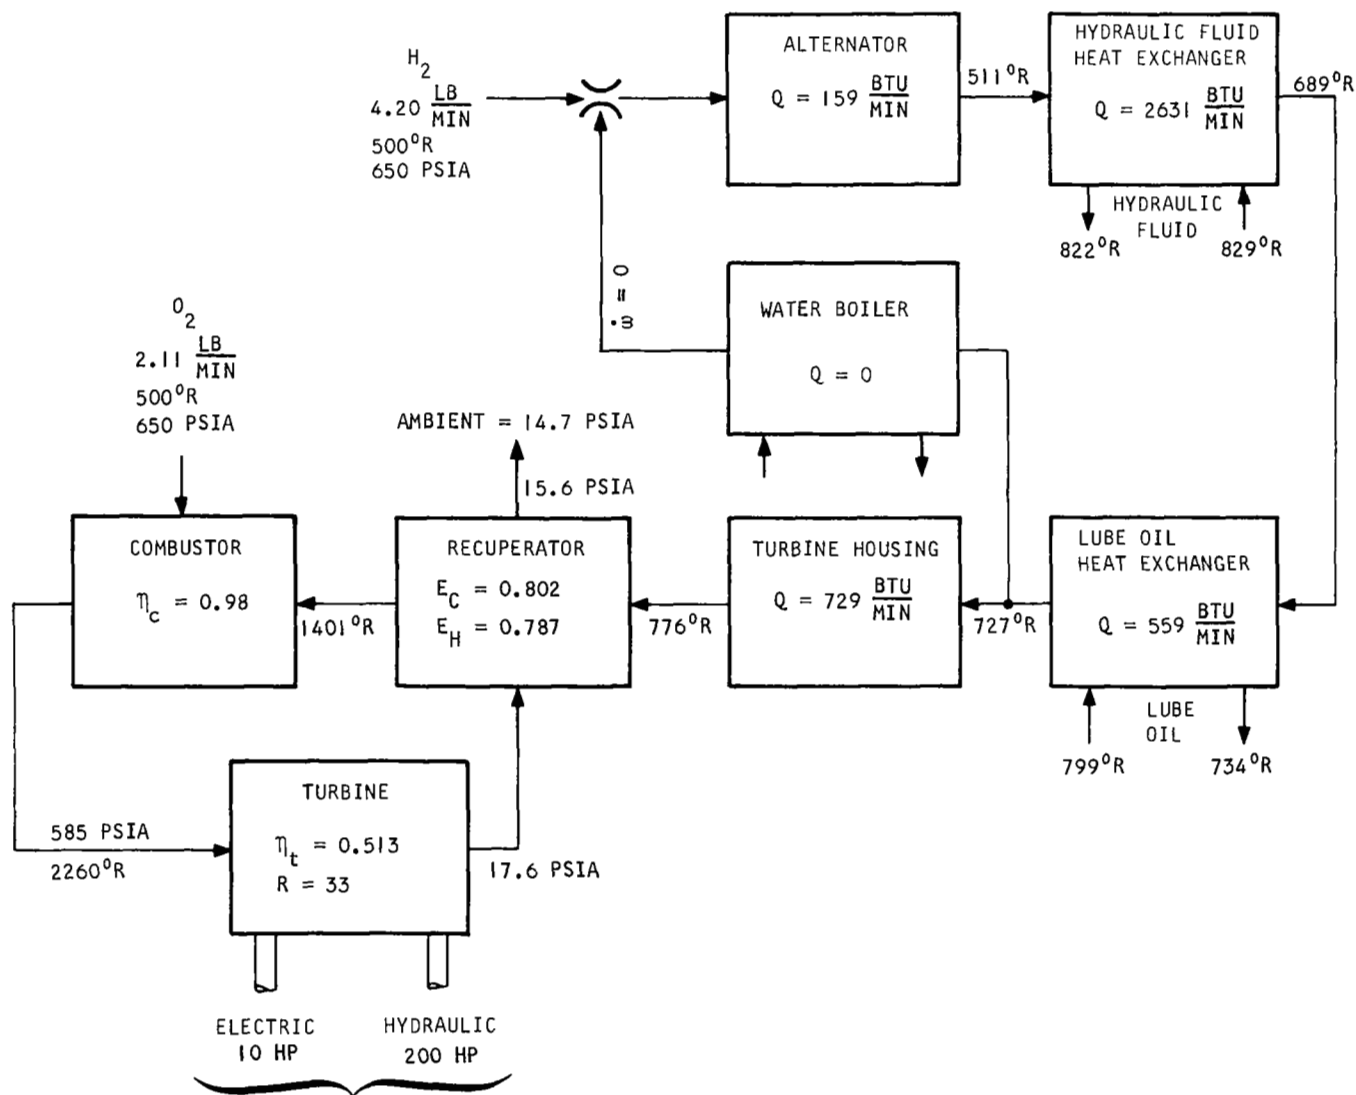 H2
4.20 LB/MIN
500°R
650 PSIA
ALTERNATOR
Q = 159 BTU/MIN
511°R
HYDRAULIC FLUID
HEAT EXCHANGER
Q = 2631 BTU/MIN
689°R
HYDRAULIC
FLUID
822°R
829°R
ẇ = 0
WATER BOILER
Q = 0
O2
2.11 LB/MIN
500°R
650 PSIA
AMBIENT = 14.7 PSIA
15.6 PSIA
COMBUSTOR
ηc = 0.98
1401°R
RECUPERATOR
EC = 0.802
EH = 0.787
776°R
TURBINE HOUSING
Q = 729 BTU/MIN
727°R
LUBE OIL
HEAT EXCHANGER
Q = 559 BTU/MIN
LUBE
OIL
799°R
734°R
585 PSIA
2260°R
TURBINE
ηt = 0.513
R = 33
17.6 PSIA
ELECTRIC
10 HP
HYDRAULIC
200 HP